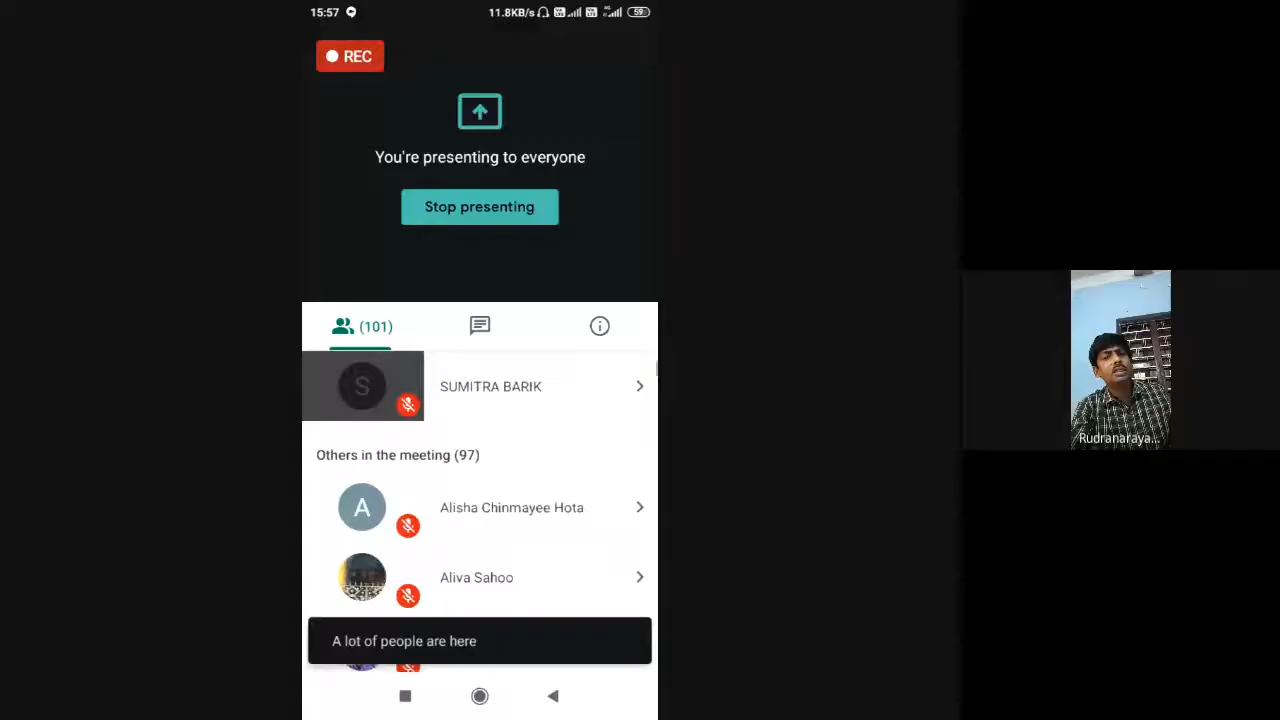 15:57 11.8KB/s 59
REC
You're presenting to everyone
Stop presenting
(101)
S SUMITRA BARIK
Others in the meeting (97)
A Alisha Chinmayee Hota
Aliva Sahoo
A lot of people are here
Rudranaraya...